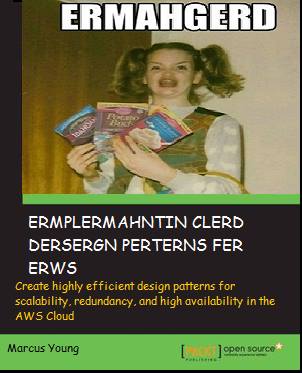 ERMAHGERD
ERMPLERMAHNTIN CLERD
DERSERGN PERTERNS FER
ERWS
Create highly efficient design patterns for
scalability, redundancy, and high availability in the
AWS Cloud
Marcus Young
[PACKT] open source*
PUBLISHING